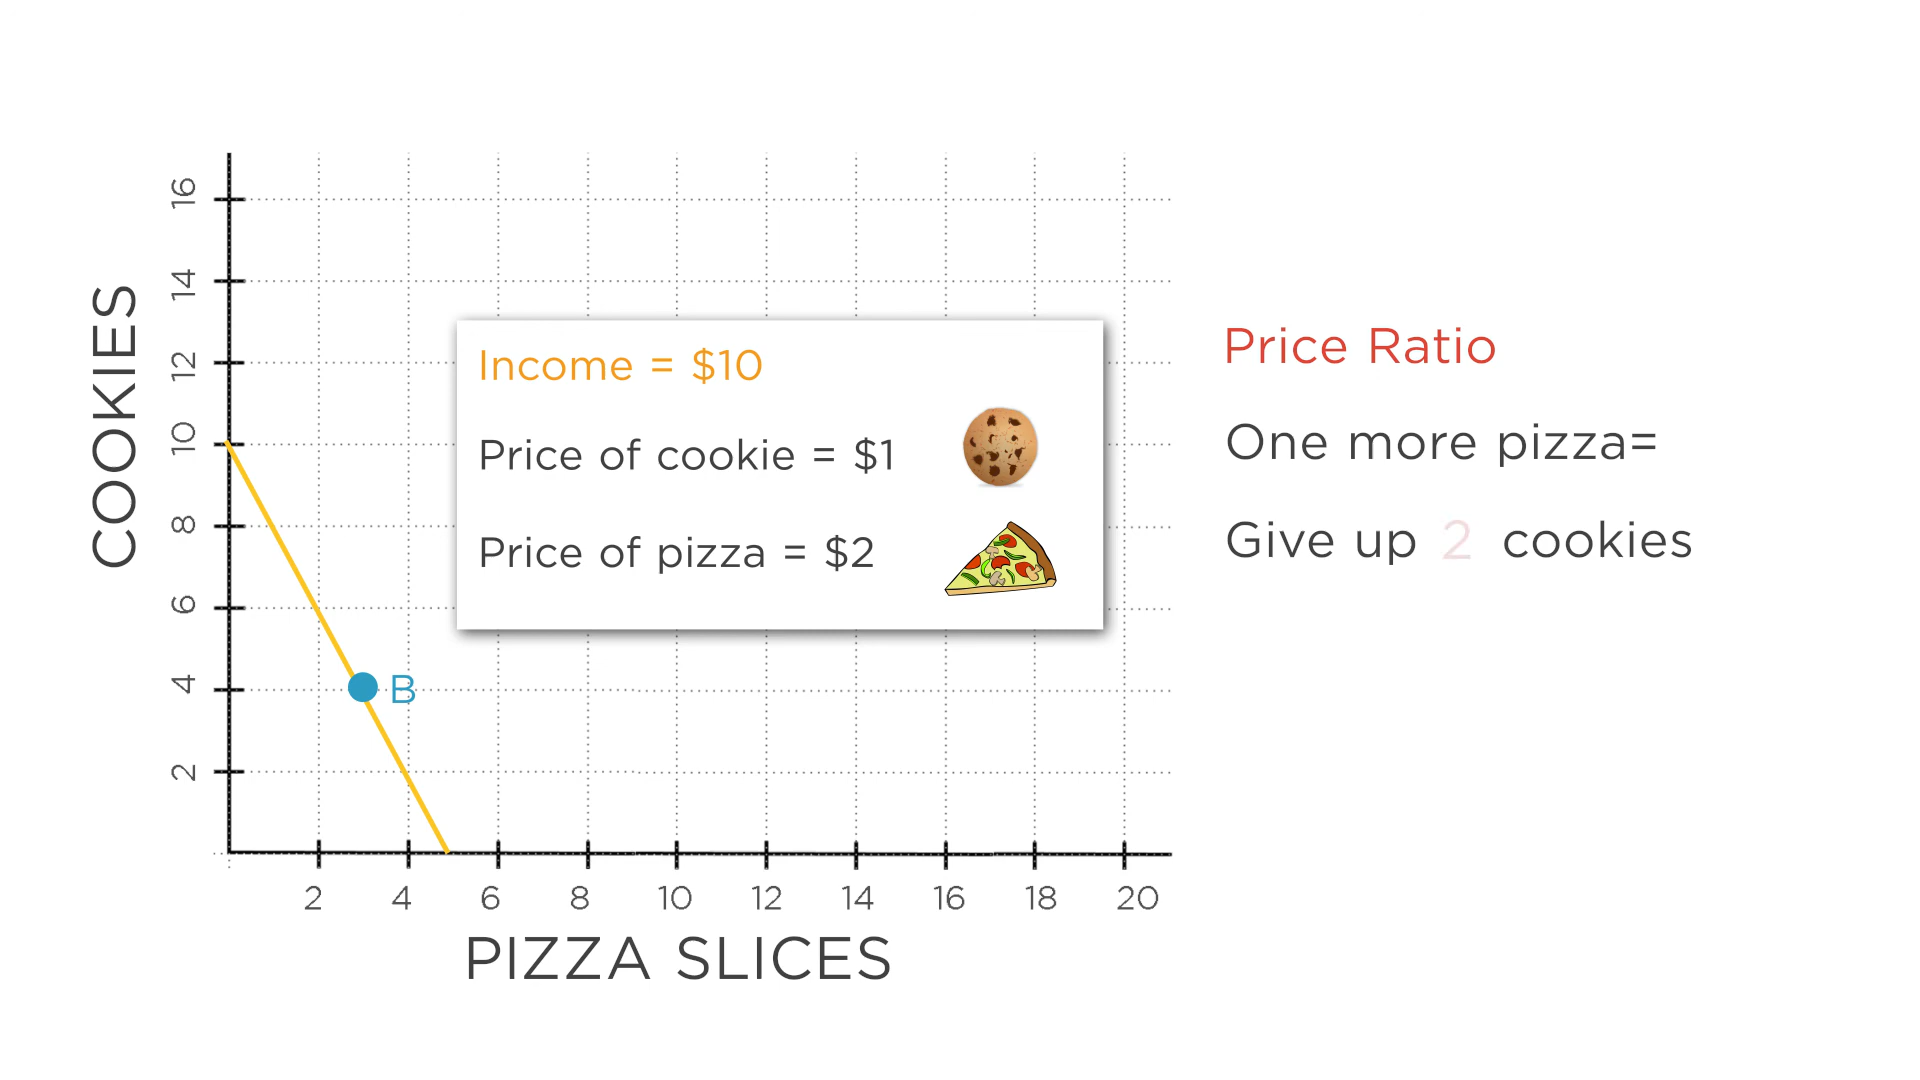 COOKIES
16
14
12
10
8
6
4
2
2 4 6 8 10 12 14 16 18 20
PIZZA SLICES
B
Income = $10
Price of cookie = $1
Price of pizza = $2
Price Ratio
One more pizza=
Give up 2 cookies